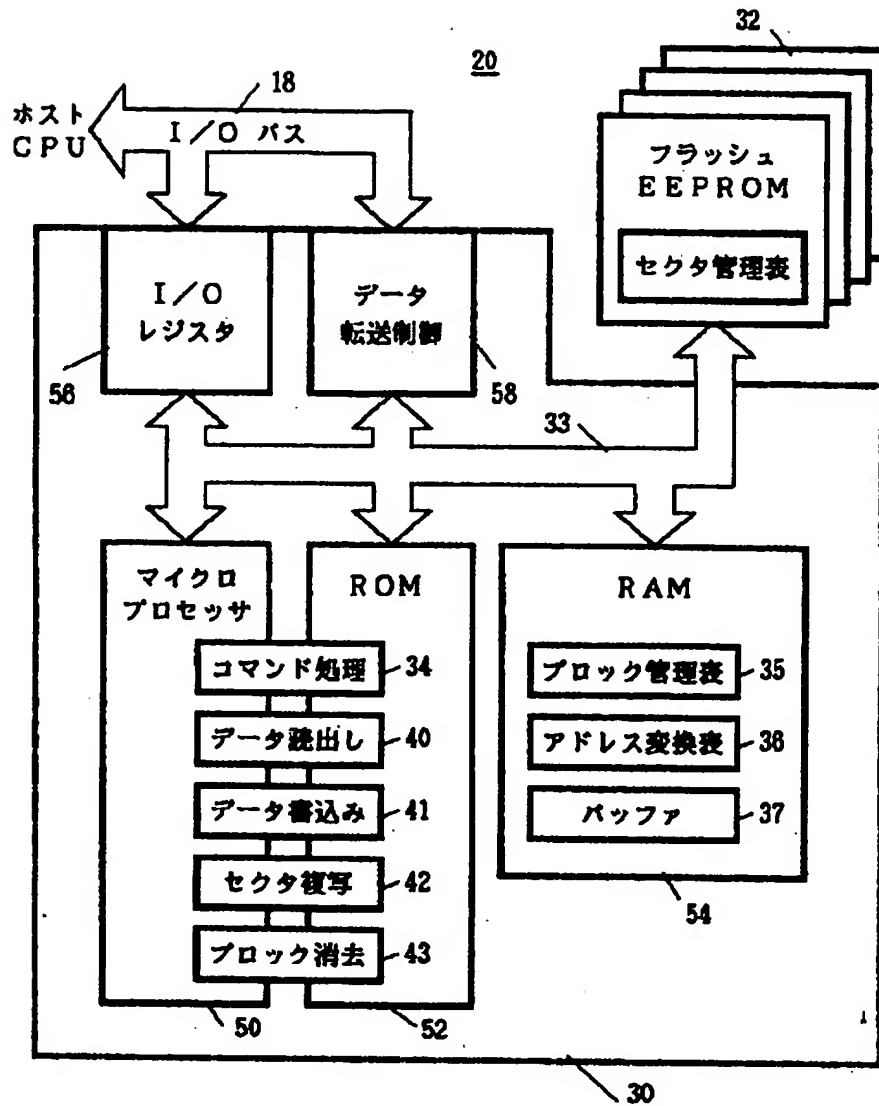 32
20
18
ホスト
CPU
I/O バス
フラッシュ
EEPROM
セクタ管理表
I/O
レジスタ
データ
転送制御
56
58
33
マイクロ
プロセッサ
ROM
RAM
コマンド処理
34
データ読出し
40
データ書込み
41
セクタ複写
42
ブロック消去
43
ブロック管理表
35
アドレス変換表
36
バッファ
37
54
50
52
30